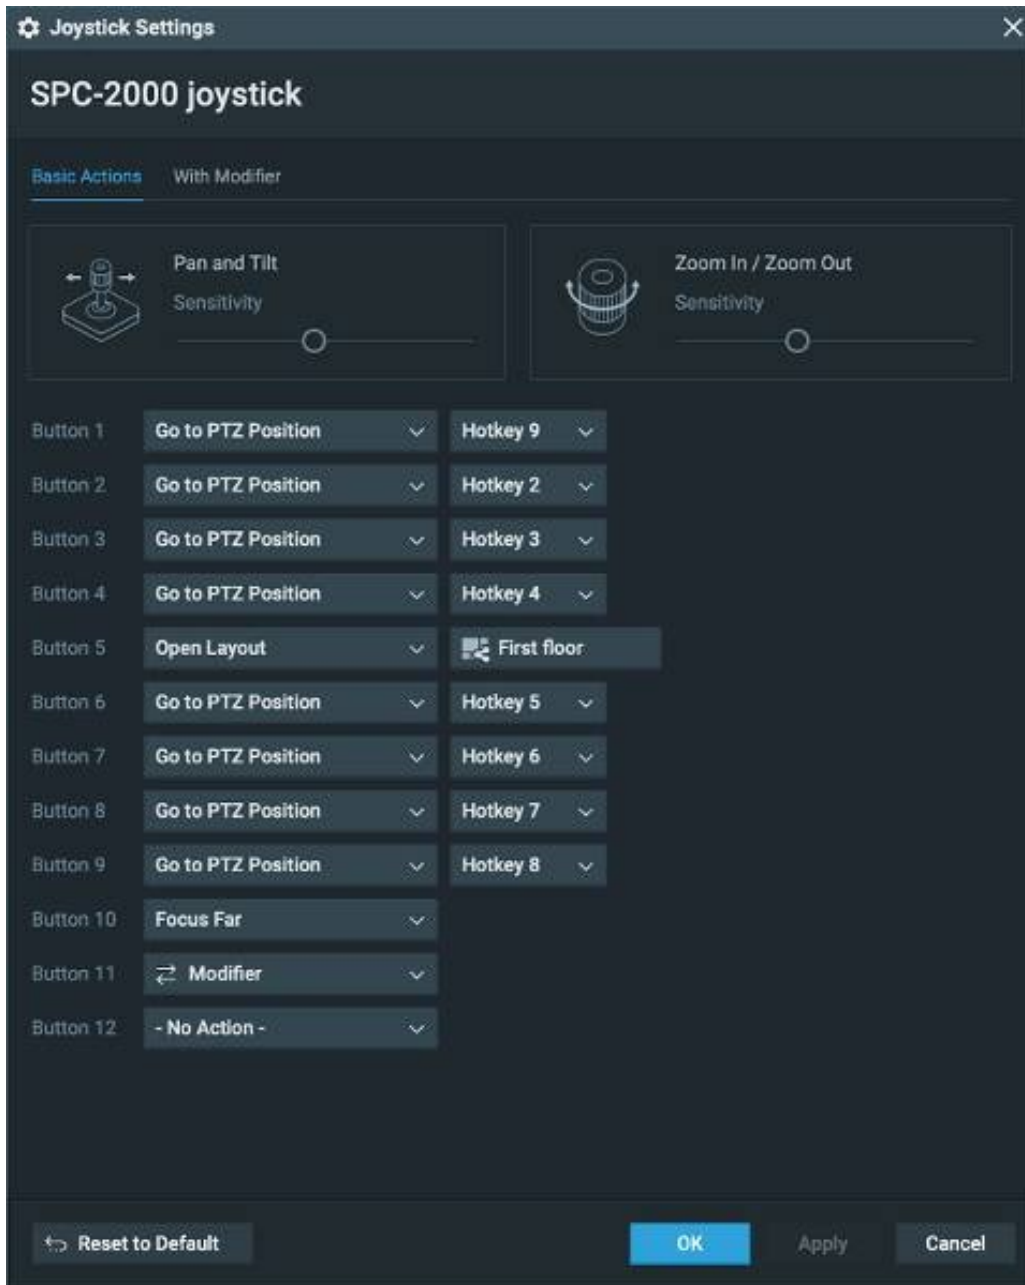 Joystick Settings
SPC-2000 joystick
Basic Actions With Modifier
Pan and Tilt
Sensitivity
Zoom In / Zoom Out
Sensitivity
Button 1 Go to PTZ Position Hotkey 9
Button 2 Go to PTZ Position Hotkey 2
Button 3 Go to PTZ Position Hotkey 3
Button 4 Go to PTZ Position Hotkey 4
Button 5 Open Layout First floor
Button 6 Go to PTZ Position Hotkey 5
Button 7 Go to PTZ Position Hotkey 6
Button 8 Go to PTZ Position Hotkey 7
Button 9 Go to PTZ Position Hotkey 8
Button 10 Focus Far
Button 11 Modifier
Button 12 - No Action -
Reset to Default OK Apply Cancel